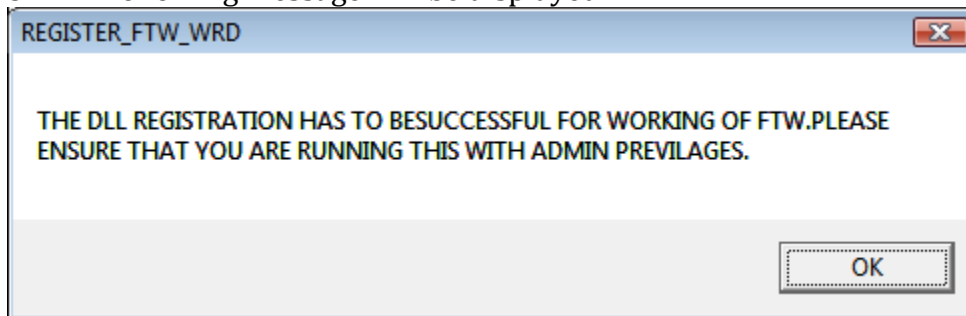 REGISTER_FTW_WRD
THE DLL REGISTRATION HAS TO BESUCCESSFUL FOR WORKING OF FTW.PLEASE
ENSURE THAT YOU ARE RUNNING THIS WITH ADMIN PREVILAGES.
OK